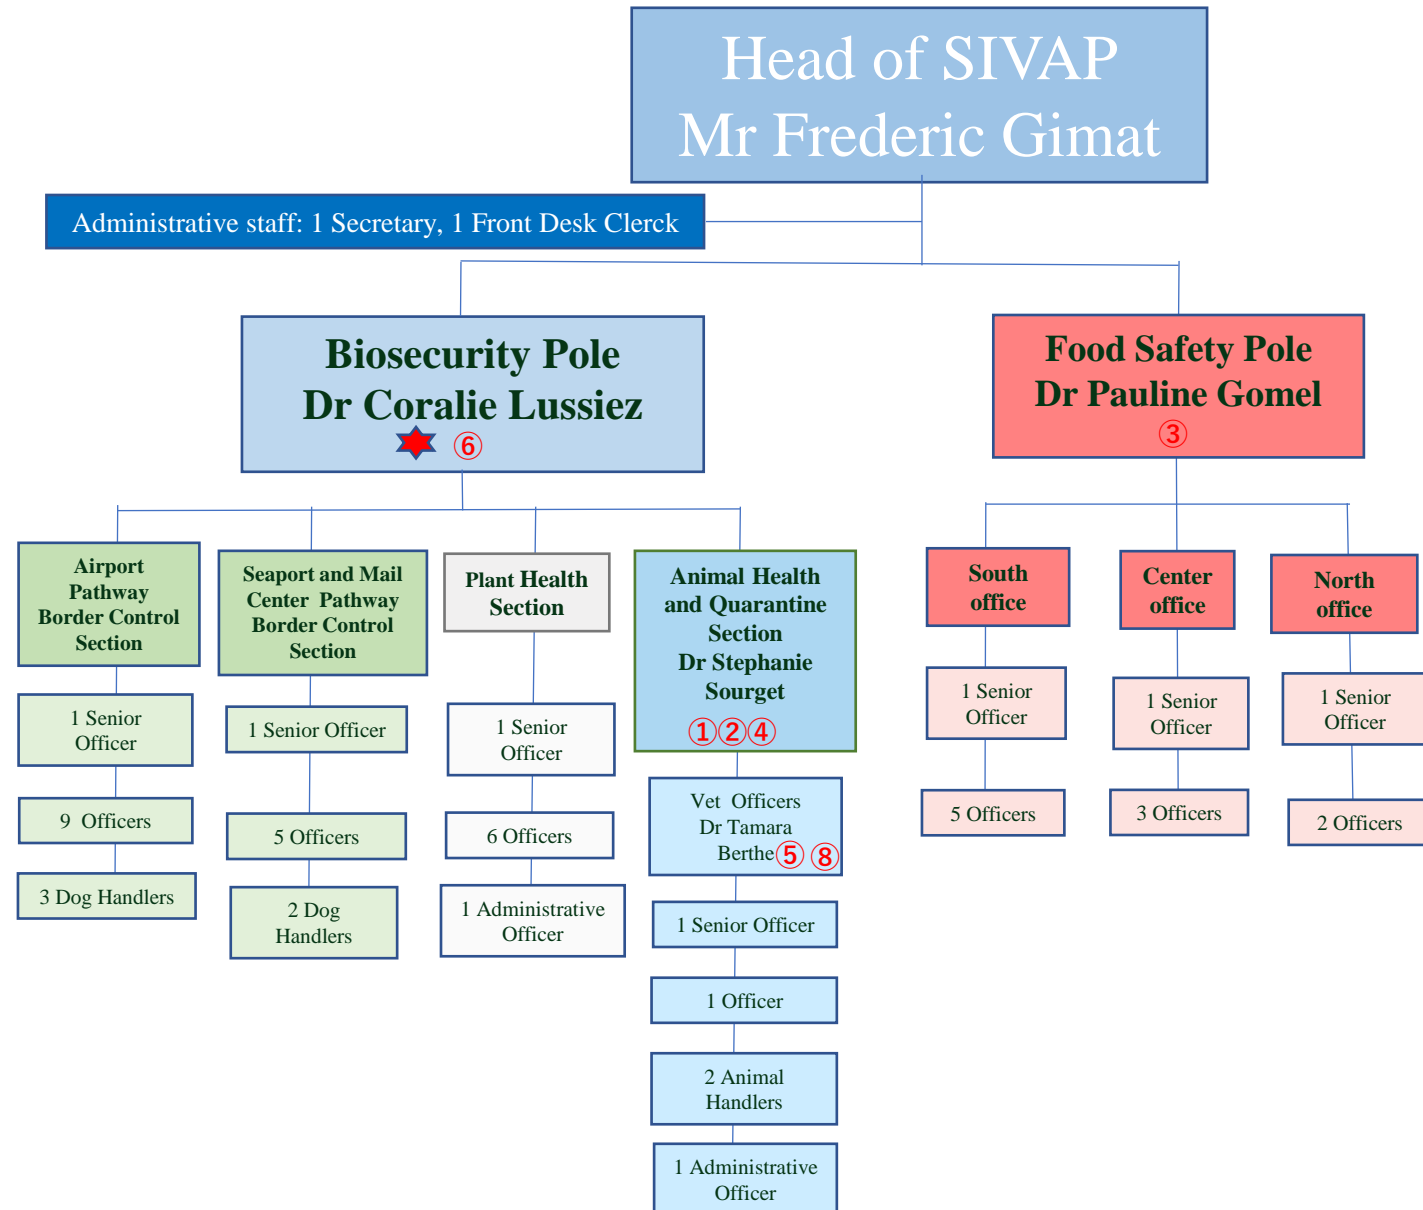 Head of SIVAP
Mr Frederic Gimat
Administrative staff: 1 Secretary, 1 Front Desk Clerck
Biosecurity Pole
Dr Coralie Lussiez
⑥
Food Safety Pole
Dr Pauline Gomel
③
Airport
Pathway
Border Control
Section
1 Senior
Officer
9 Officers
3 Dog Handlers
Seaport and Mail
Center Pathway
Border Control
Section
1 Senior Officer
5 Officers
2 Dog
Handlers
Plant Health
Section
1 Senior
Officer
6 Officers
1 Administrative
Officer
Animal Health
and Quarantine
Section
Dr Stephanie
Sourget
①②④
Vet Officers
Dr Tamara
Berthe⑤ ⑧
1 Senior Officer
1 Officer
2 Animal
Handlers
1 Administrative
Officer
South
office
1 Senior
Officer
5 Officers
Center
office
1 Senior
Officer
3 Officers
North
office
1 Senior
Officer
2 Officers